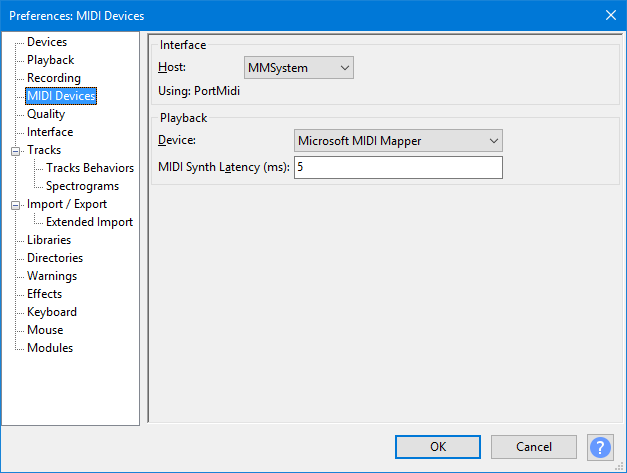 Preferences: MIDI Devices
Devices
Playback
Recording
MIDI Devices
Quality
Interface
Tracks
Tracks Behaviors
Spectrograms
Import / Export
Extended Import
Libraries
Directories
Warnings
Effects
Keyboard
Mouse
Modules
Interface
Host: MMSystem
Using: PortMidi
Playback
Device: Microsoft MIDI Mapper
MIDI Synth Latency (ms): 5
OK Cancel ?